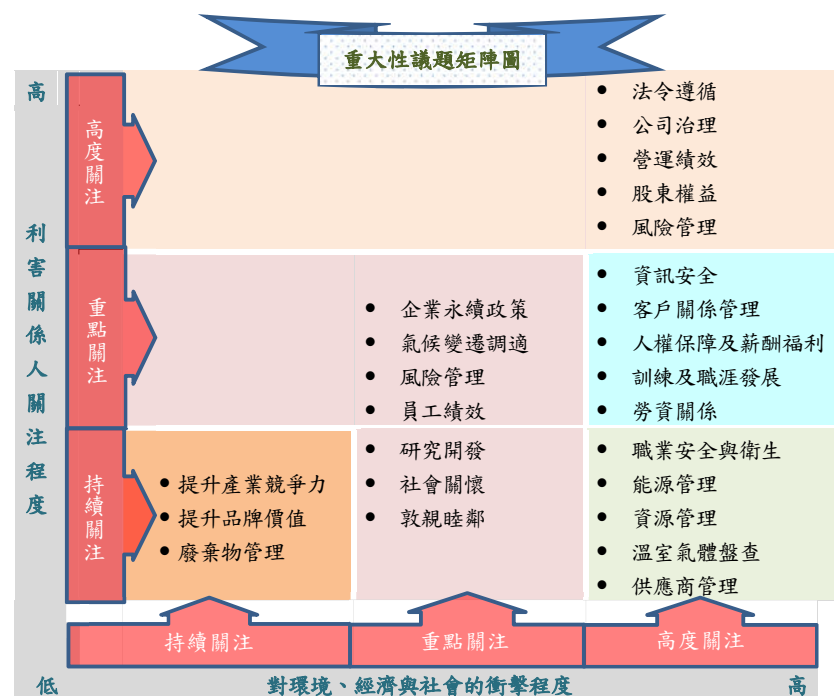 重大性議題矩陣圖
高
利害關係人關注程度
高度關注
• 法令遵循
• 公司治理
• 營運績效
• 股東權益
• 風險管理
重點關注
• 企業永續政策
• 氣候變遷調適
• 風險管理
• 員工績效
• 資訊安全
• 客戶關係管理
• 人權保障及薪酬福利
• 訓練及職涯發展
• 勞資關係
持續關注
• 提升產業競爭力
• 提升品牌價值
• 廢棄物管理
• 研究開發
• 社會關懷
• 敦親睦鄰
• 職業安全與衛生
• 能源管理
• 資源管理
• 溫室氣體盤查
• 供應商管理
持續關注
重點關注
高度關注
低
對環境、經濟與社會的衝擊程度
高